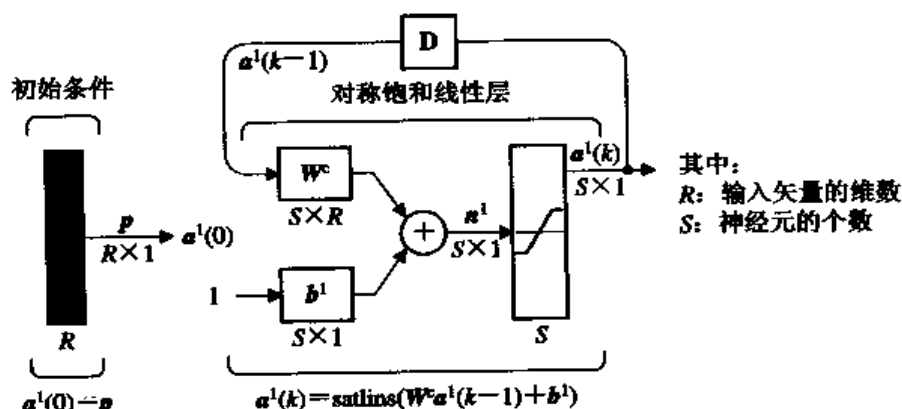 D
a¹(k−1)
初始条件
对称饱和线性层
Wᶜ
S×R
p
R×1
a¹(0)
1
b¹
S×1
n¹
S×1
a¹(k)
S×1
其中：
R：输入矢量的维数
S：神经元的个数
R
S
a¹(0)=p
a¹(k)=satlins(Wᶜa¹(k−1)+b¹)